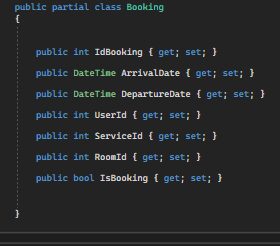 public partial class Booking
{
public int IdBooking { get; set; }
public DateTime ArrivalDate { get; set; }
public DateTime DepartureDate { get; set; }
public int UserId { get; set; }
public int ServiceId { get; set; }
public int RoomId { get; set; }
public bool IsBooking { get; set; }
}